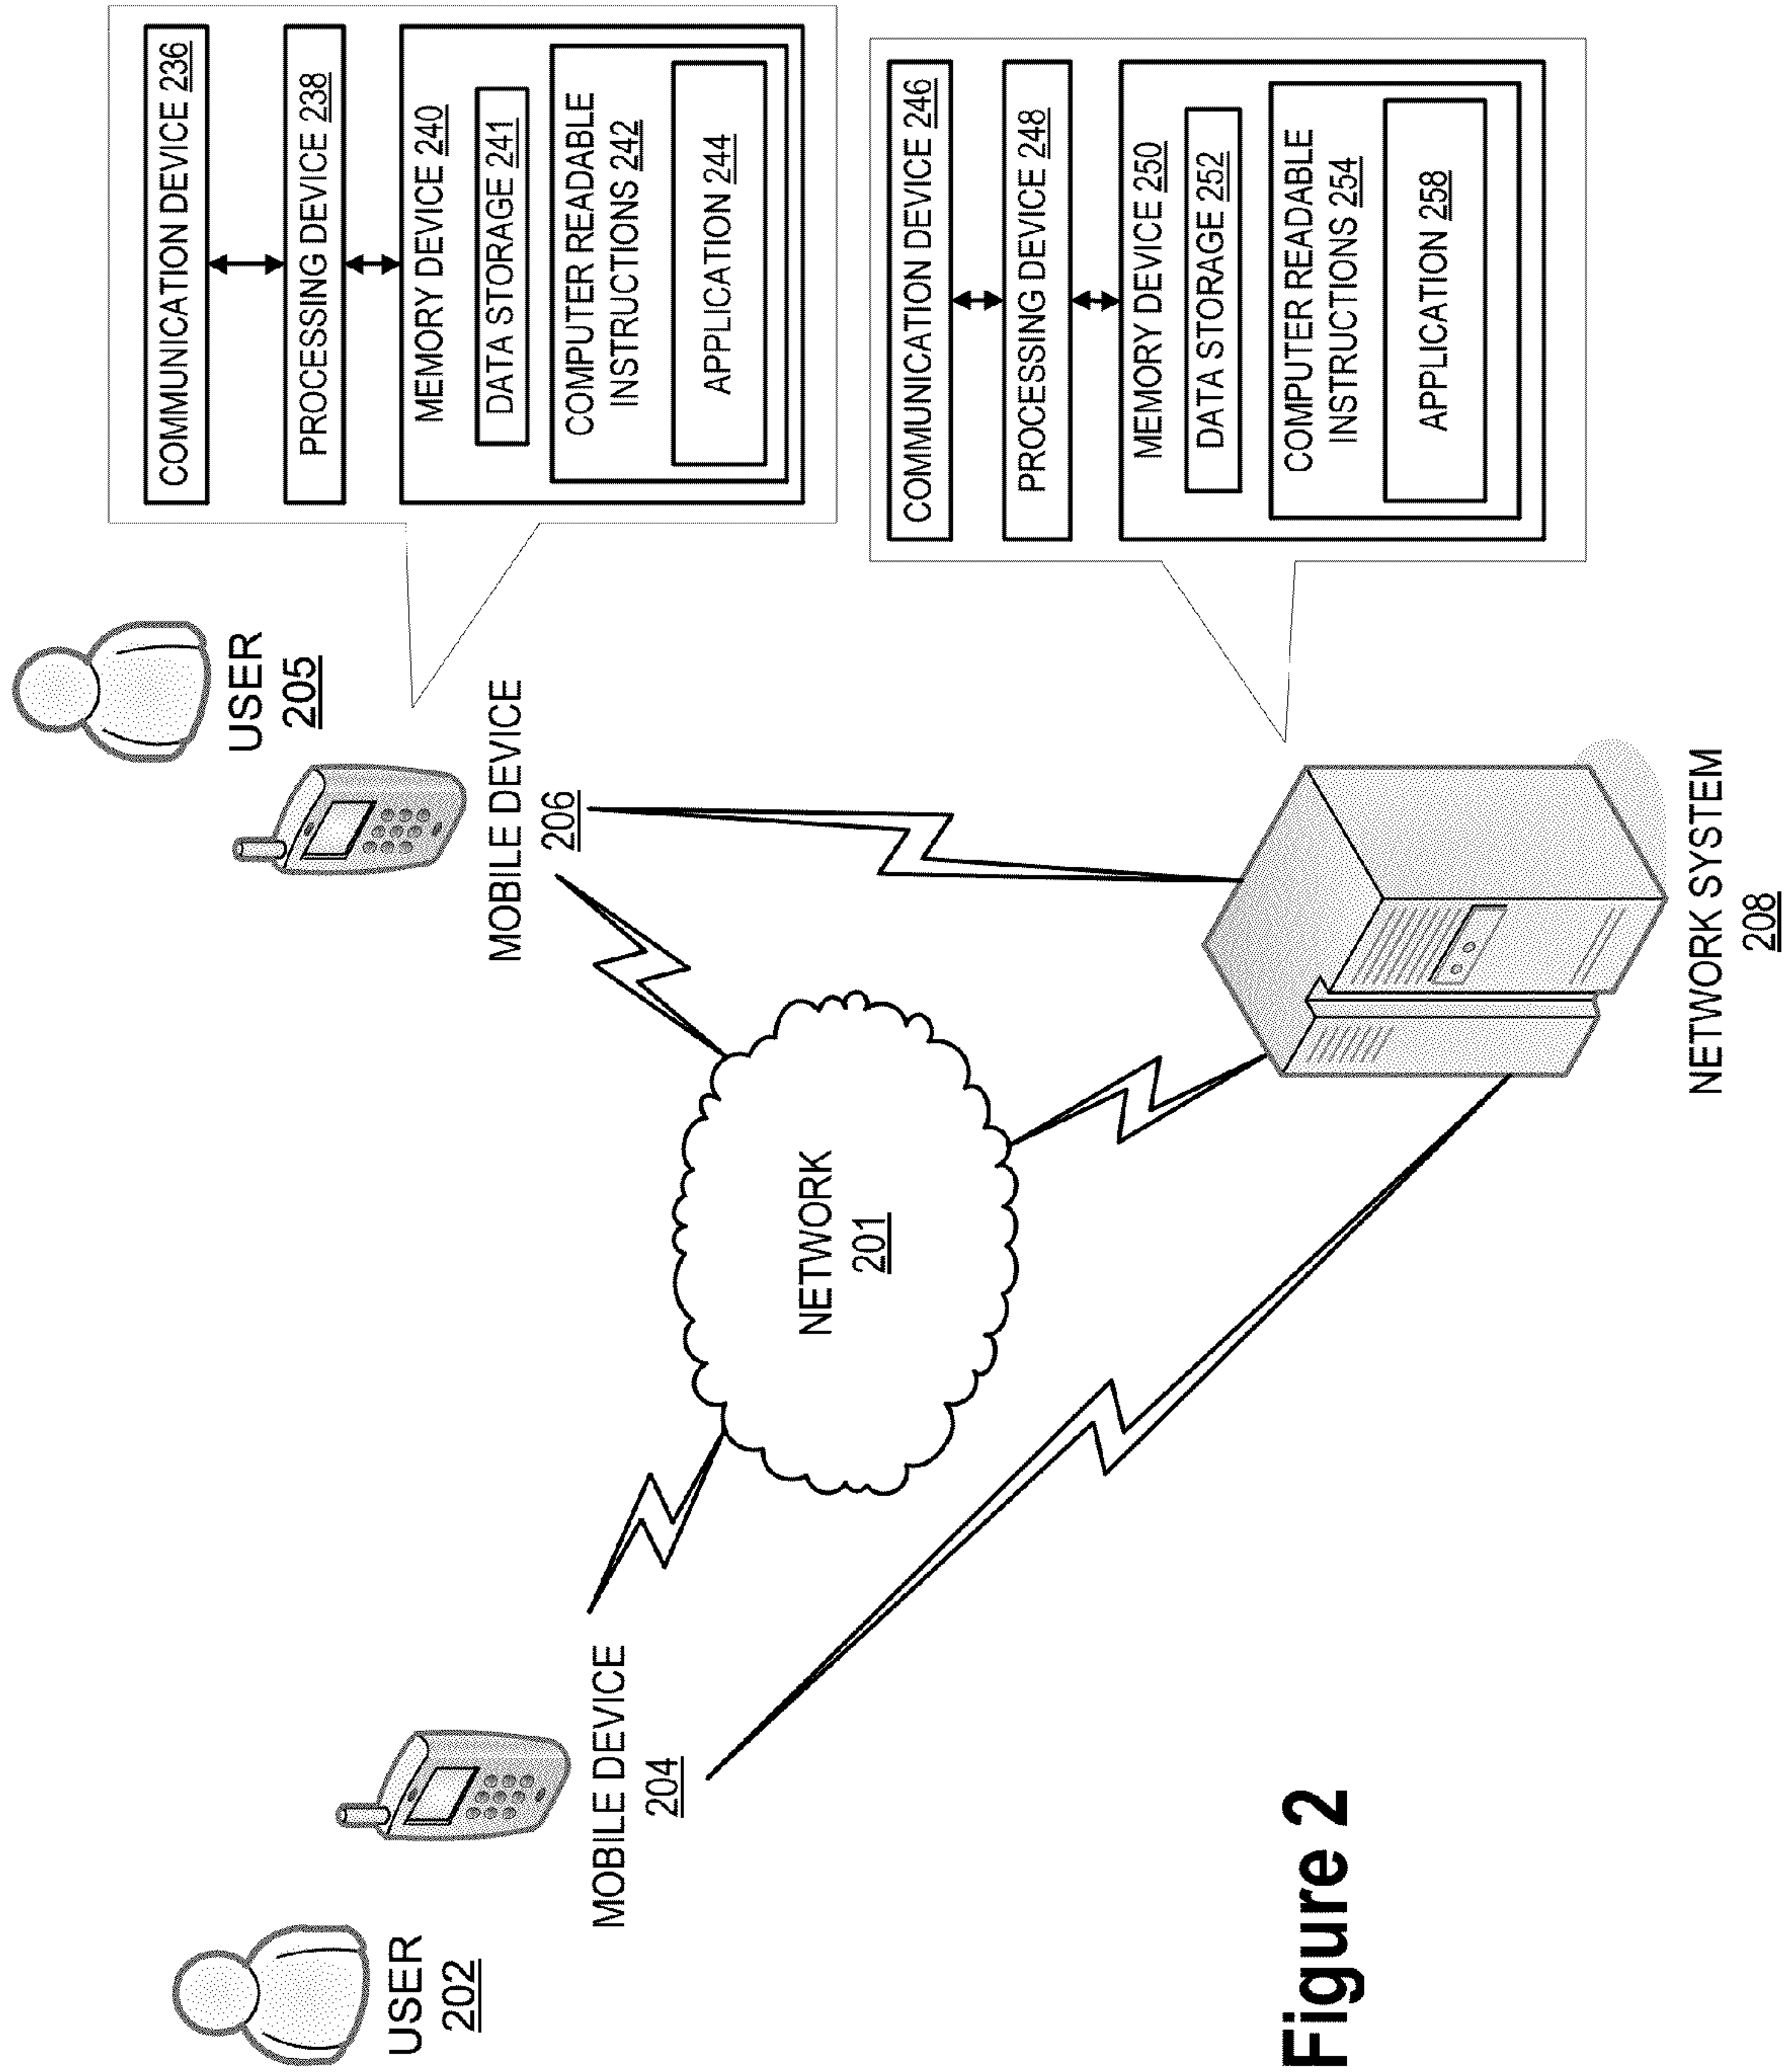 USER
202
MOBILE DEVICE
204
USER
205
MOBILE DEVICE
206
NETWORK
201
NETWORK SYSTEM
208
COMMUNICATION DEVICE 236
PROCESSING DEVICE 238
MEMORY DEVICE 240
DATA STORAGE 241
COMPUTER READABLE
INSTRUCTIONS 242
APPLICATION 244
COMMUNICATION DEVICE 246
PROCESSING DEVICE 248
MEMORY DEVICE 250
DATA STORAGE 252
COMPUTER READABLE
INSTRUCTIONS 254
APPLICATION 258
Figure 2